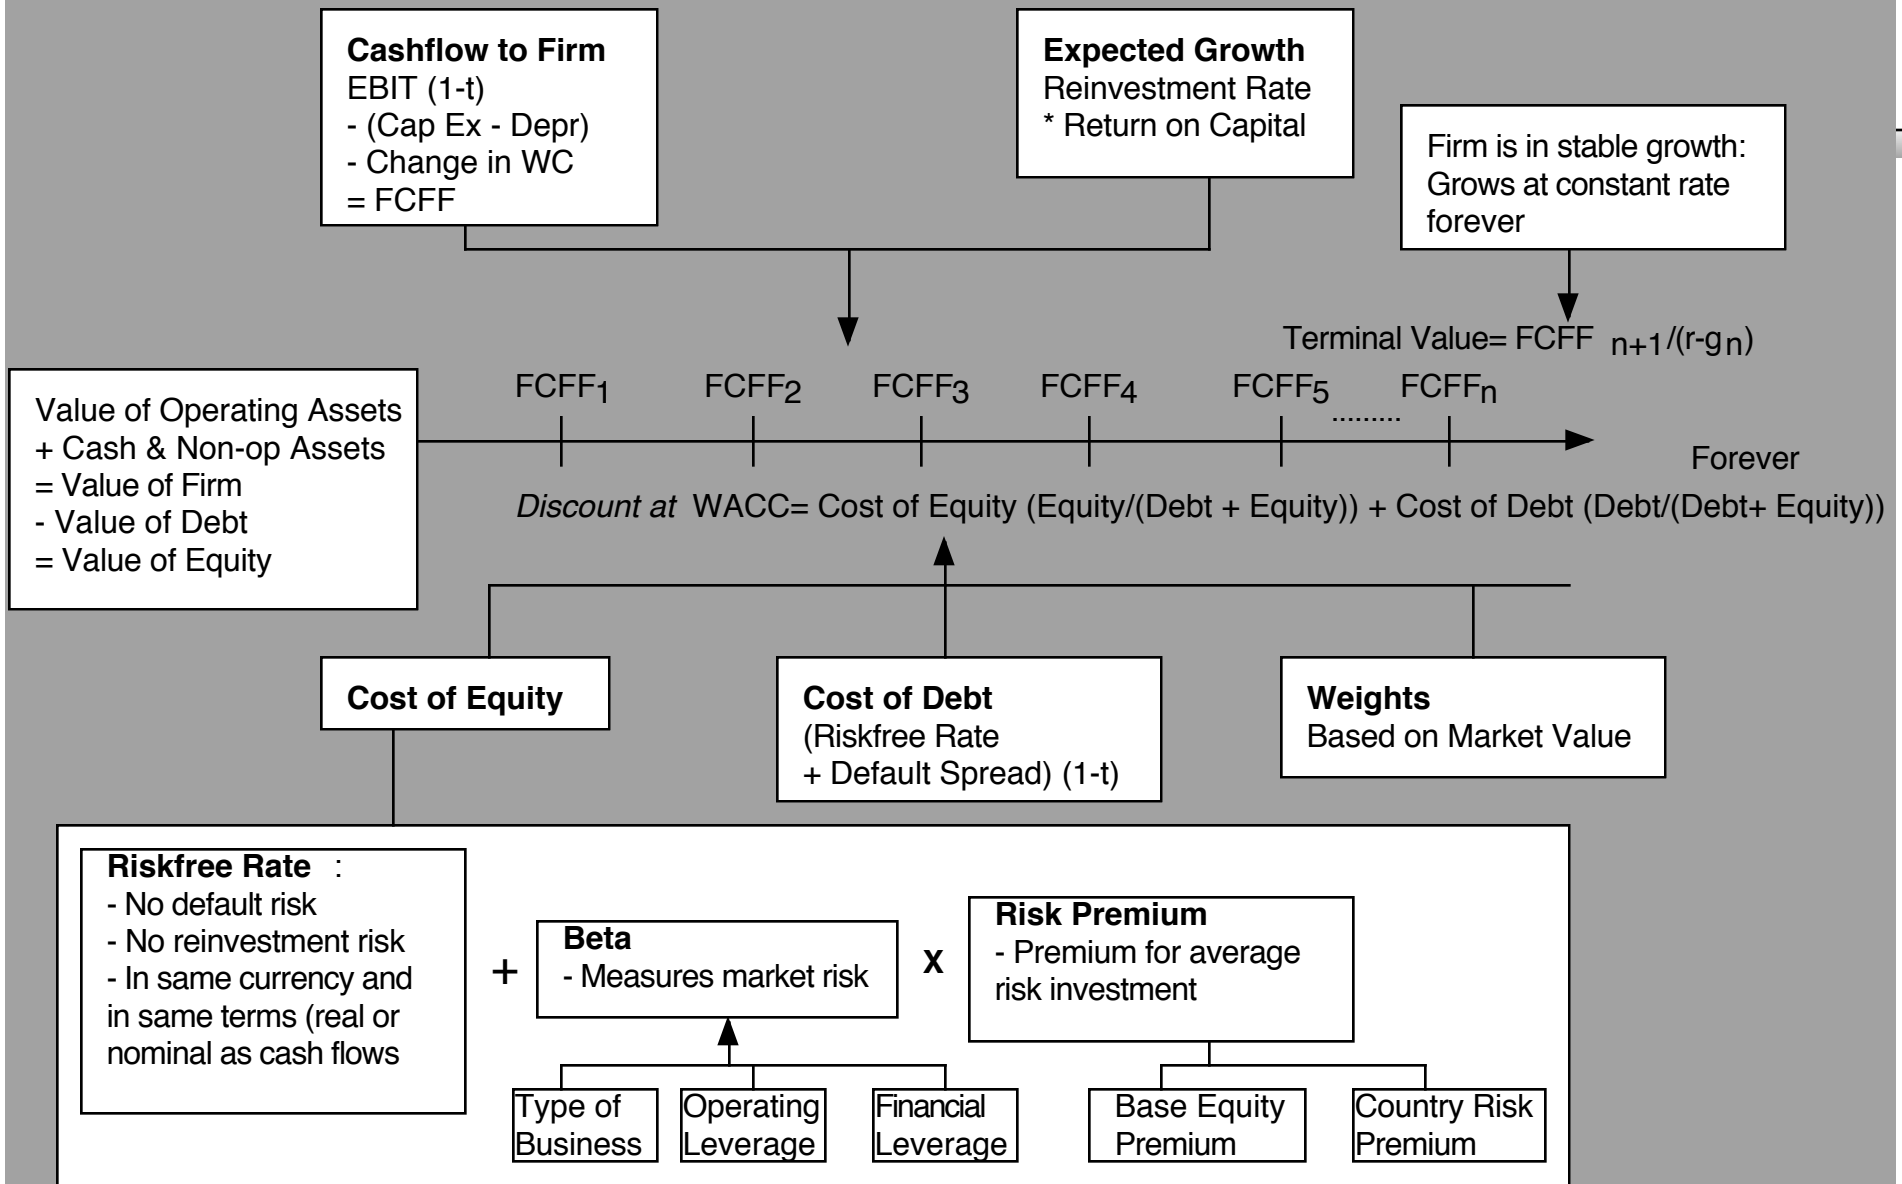 Cashflow to Firm
EBIT (1-t)
- (Cap Ex - Depr)
- Change in WC
= FCFF
Expected Growth
Reinvestment Rate
* Return on Capital
Firm is in stable growth:
Grows at constant rate
forever
Terminal Value= FCFF n+1/(r-gn)
FCFF1 FCFF2 FCFF3 FCFF4 FCFF5 ......... FCFFn
Forever
Value of Operating Assets
+ Cash & Non-op Assets
= Value of Firm
- Value of Debt
= Value of Equity
Discount at WACC= Cost of Equity (Equity/(Debt + Equity)) + Cost of Debt (Debt/(Debt+ Equity))
Cost of Equity
Cost of Debt
(Riskfree Rate
+ Default Spread) (1-t)
Weights
Based on Market Value
Riskfree Rate :
- No default risk
- No reinvestment risk
- In same currency and
in same terms (real or
nominal as cash flows
+
Beta
- Measures market risk
X
Risk Premium
- Premium for average
risk investment
Type of
Business
Operating
Leverage
Financial
Leverage
Base Equity
Premium
Country Risk
Premium